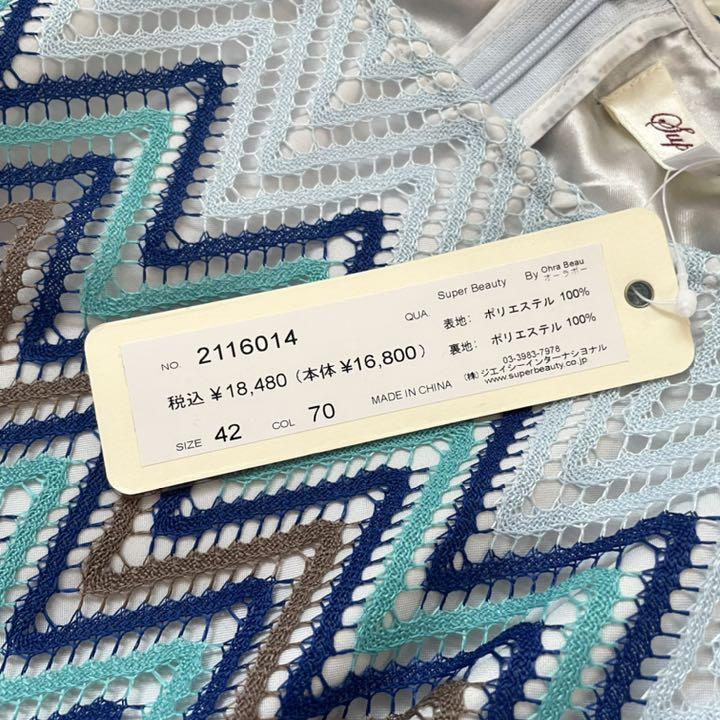 Sup
Super Beauty By Ohra Beau
オーラボー
NO. 2116014
QUA. 表地: ポリエステル 100%
税込 ¥18,480 (本体 ¥16,800) 裏地: ポリエステル 100%
SIZE 42 COL 70 MADE IN CHINA
03-3983-7978
(株)ジエイシーインターナショナル
www.superbeauty.co.jp